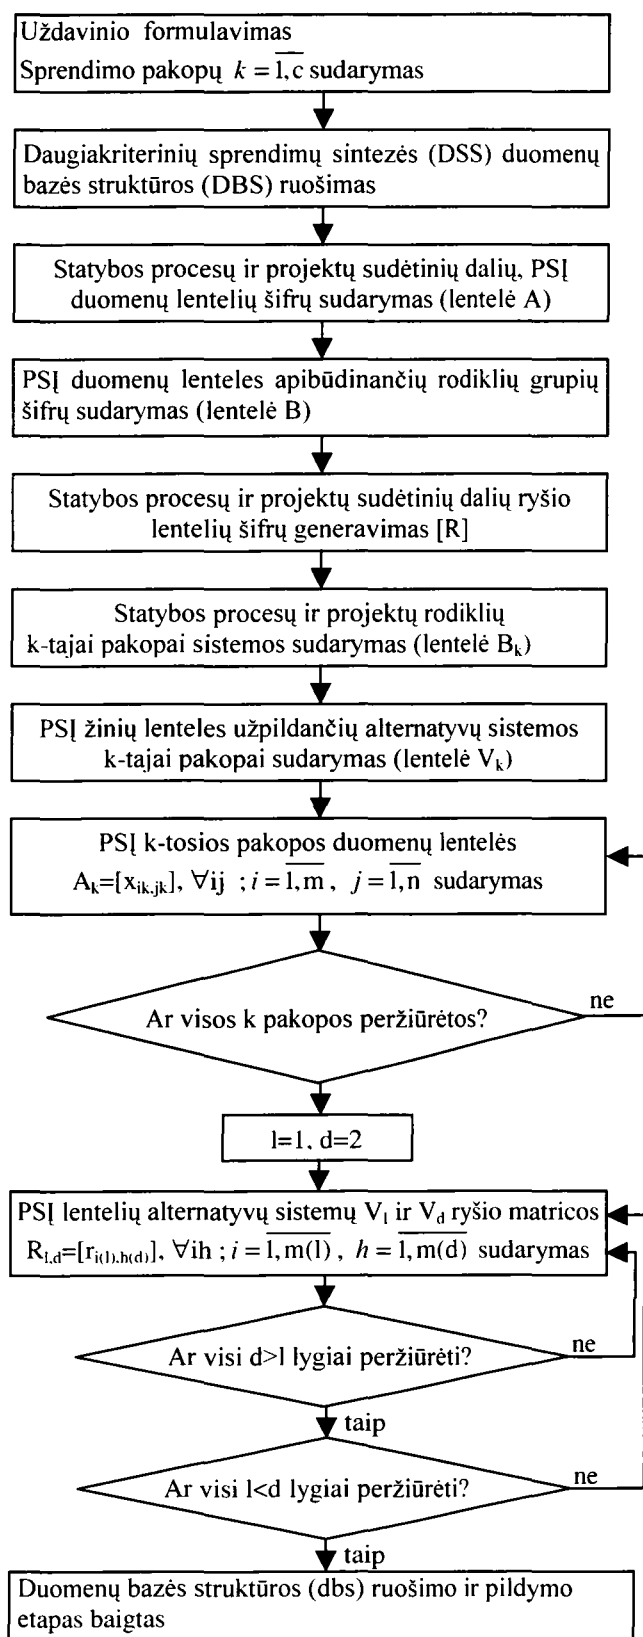 Uždavinio formulavimas
Sprendimo pakopų k = 1,c sudarymas
Daugiakriterinių sprendimų sintezės (DSS) duomenų
bazės struktūros (DBS) ruošimas
Statybos procesų ir projektų sudėtinių dalių, PSĮ
duomenų lentelių šifrų sudarymas (lentelė A)
PSĮ duomenų lenteles apibūdinančių rodiklių grupių
šifrų sudarymas (lentelė B)
Statybos procesų ir projektų sudėtinių dalių ryšio
lentelių šifrų generavimas [R]
Statybos procesų ir projektų rodiklių
k-tajai pakopai sistemos sudarymas (lentelė Bk)
PSĮ žinių lenteles užpildančių alternatyvų sistemos
k-tajai pakopai sudarymas (lentelė Vk)
PSĮ k-tosios pakopos duomenų lentelės
Ak=[xik,jk], ∀ij ; i = 1,m , j = 1,n sudarymas
Ar visos k pakopos peržiūrėtos?
ne
l=1, d=2
PSĮ lentelių alternatyvų sistemų Vl ir Vd ryšio matricos
Rl,d=[ri(l),h(d)], ∀ih ; i = 1,m(l) , h = 1,m(d) sudarymas
Ar visi d>l lygiai peržiūrėti?
ne
taip
Ar visi l<d lygiai peržiūrėti?
ne
taip
Duomenų bazės struktūros (dbs) ruošimo ir pildymo
etapas baigtas